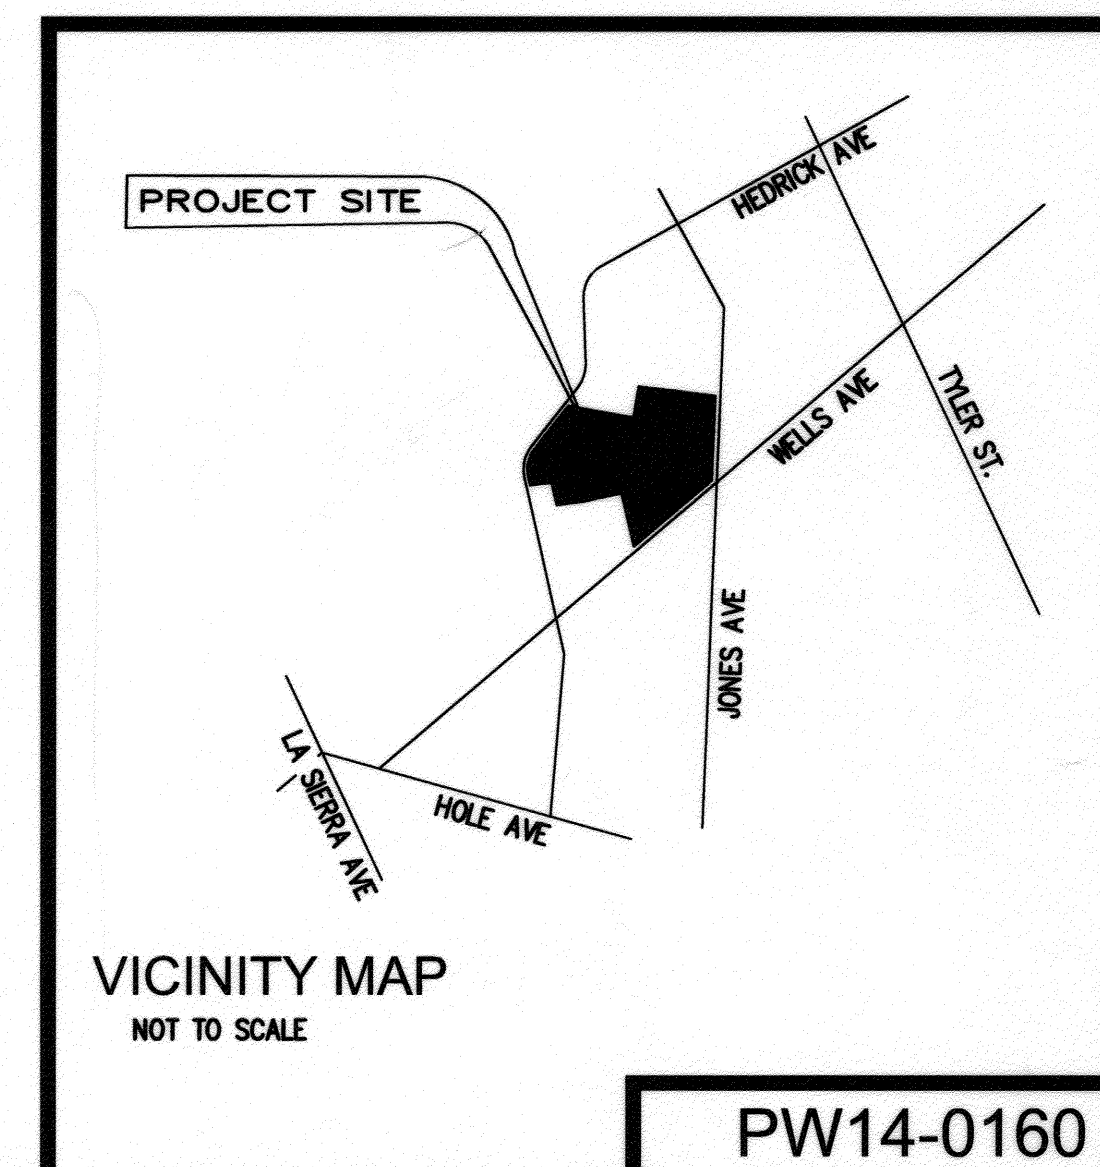 HEDRICK AVE
PROJECT SITE
WELLS AVE
TYLER ST.
JONES AVE
LA SIERRA AVE
HOLE AVE
VICINITY MAP
NOT TO SCALE
PW14-0160